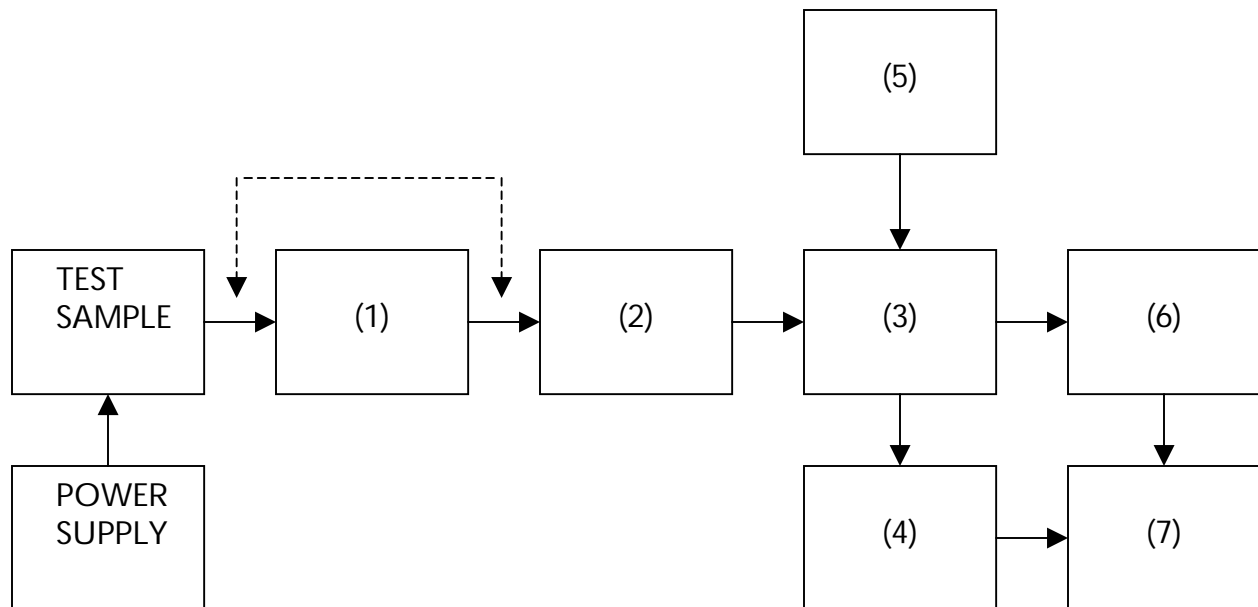 (5)
TEST
SAMPLE
(1)
(2)
(3)
(6)
POWER
SUPPLY
(4)
(7)